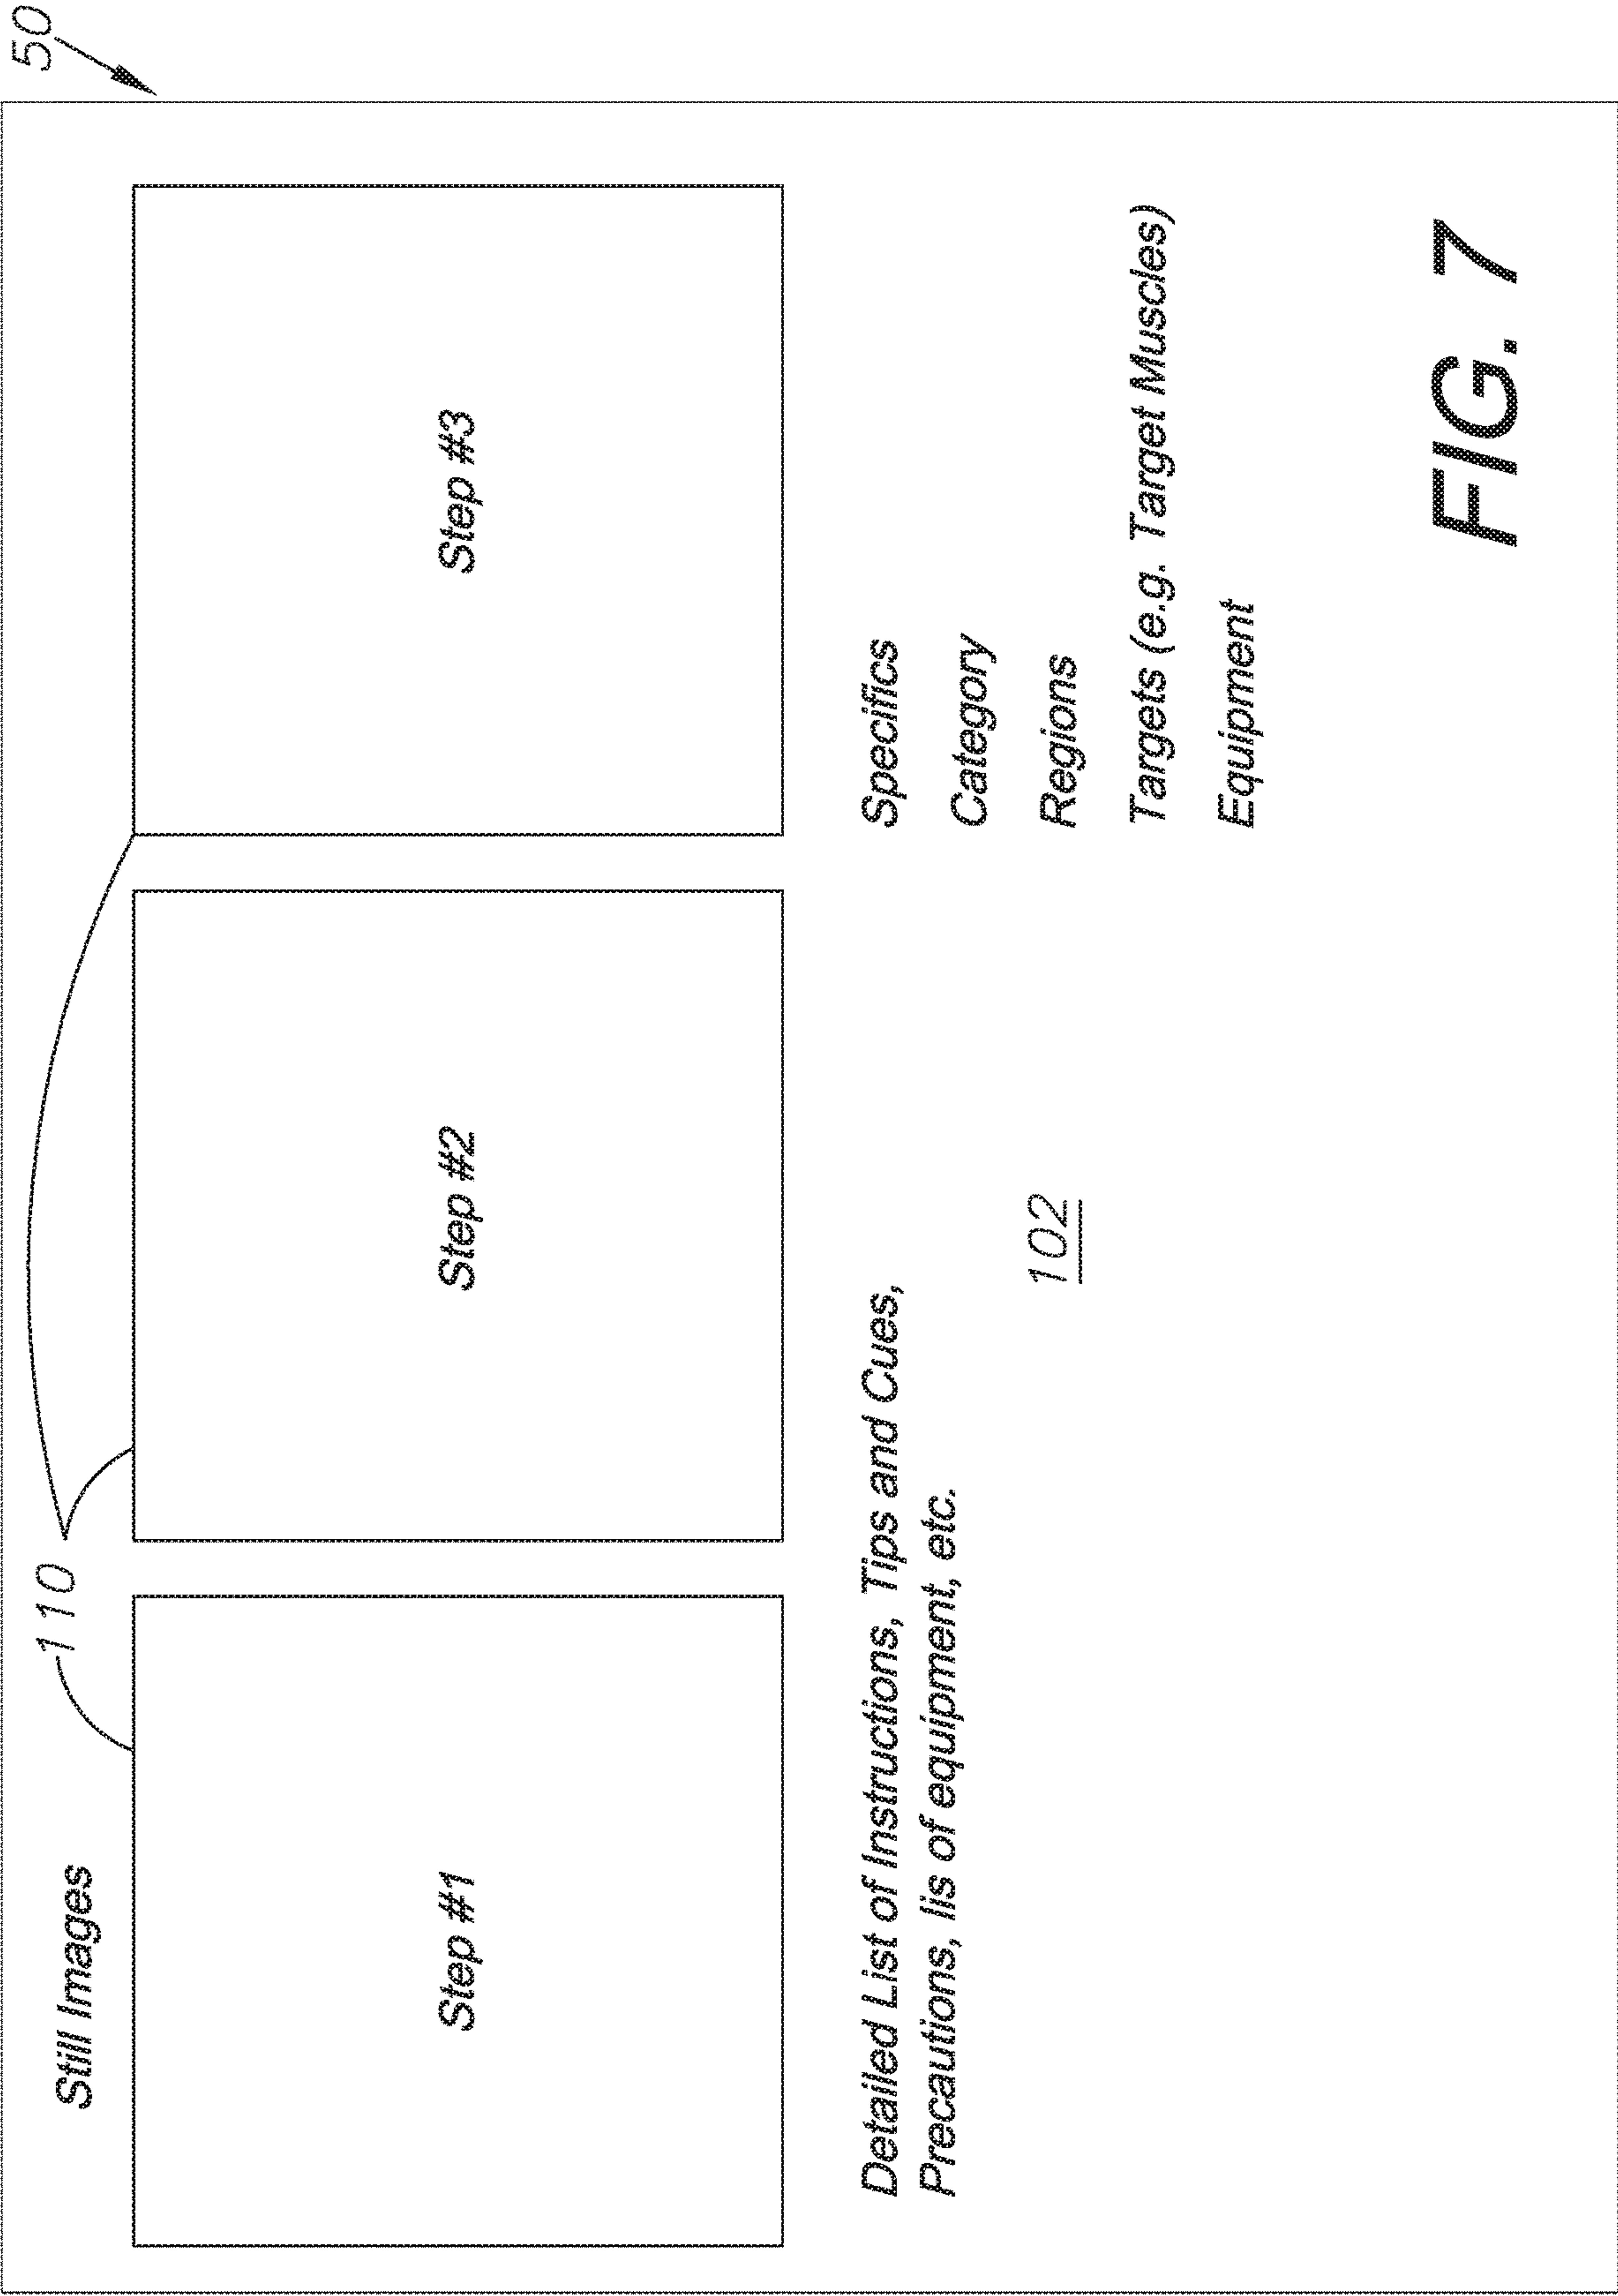 50
Still Images
110
Step #1
Step #2
Step #3
Detailed List of Instructions, Tips and Cues,
Precautions, lis of equipment, etc.
102
Specifics
Category
Regions
Targets (e.g. Target Muscles)
Equipment
FIG. 7